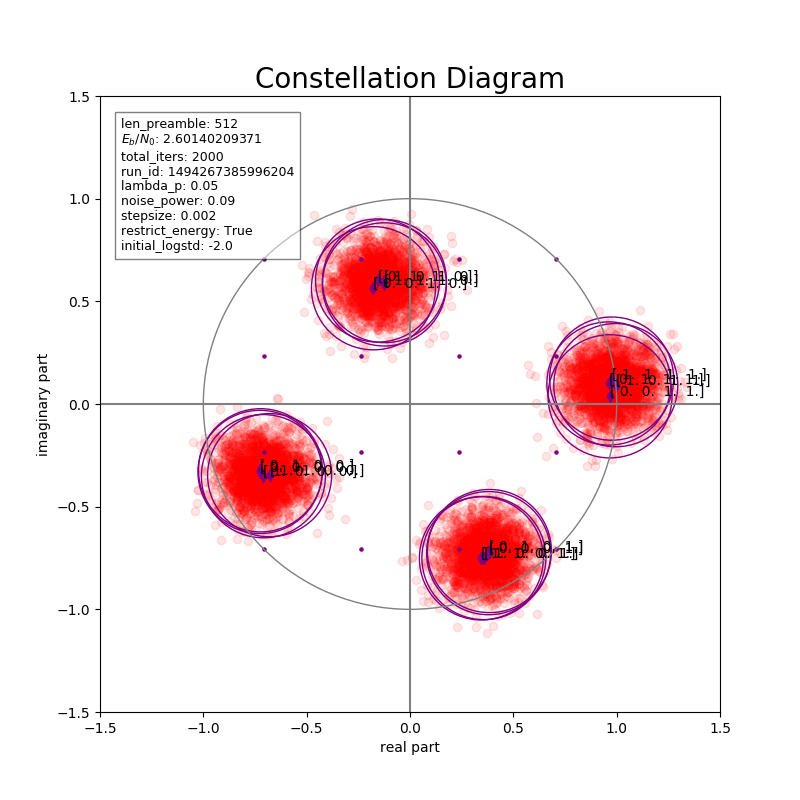 Constellation Diagram
len_preamble: 512
E_b/N_0: 2.60140209371
total_iters: 2000
run_id: 1494267385996204
lambda_p: 0.05
noise_power: 0.09
stepsize: 0.002
restrict_energy: True
initial_logstd: -2.0
1.5
1.0
0.5
0.0
−0.5
−1.0
−1.5
imaginary part
−1.5
−1.0
−0.5
0.0
0.5
1.0
1.5
real part